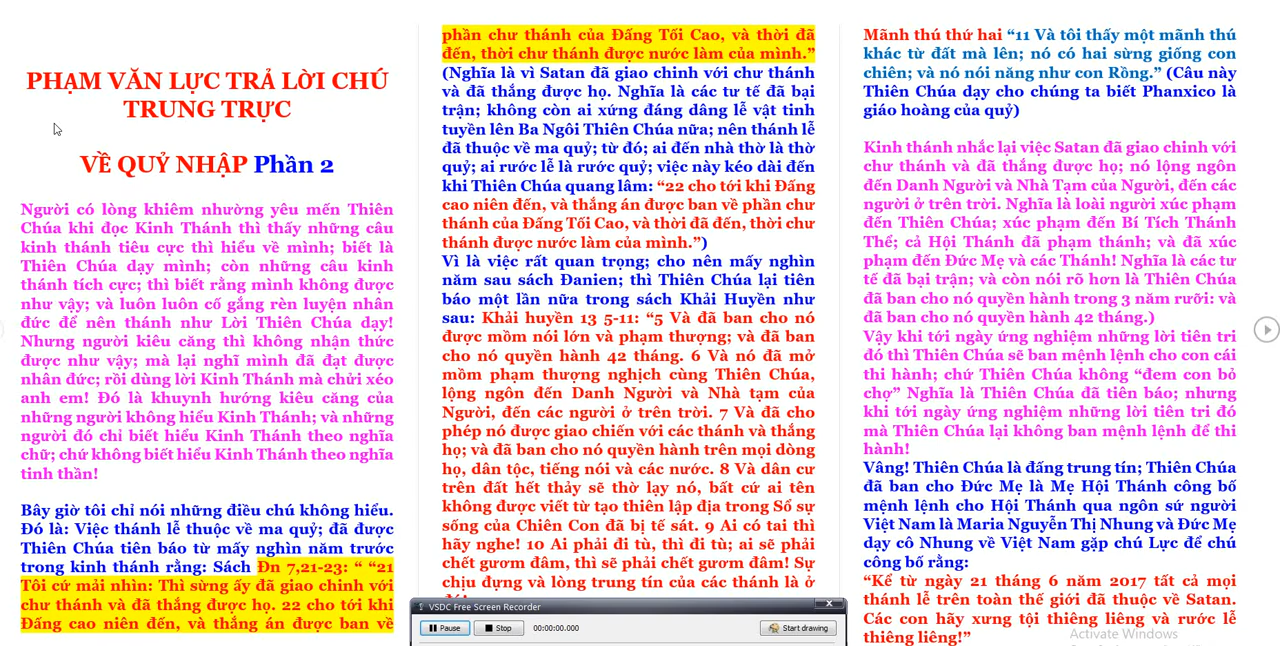 PHẠM VĂN LỰC TRẢ LỜI CHÚ
TRUNG TRỰC
VỀ QUỶ NHẬP Phần 2
Người có lòng khiêm nhường yêu mến Thiên
Chúa khi đọc Kinh Thánh thì thấy những câu
kinh thánh tiêu cực thì hiểu về mình; biết là
Thiên Chúa dạy mình; còn những câu kinh
thánh tích cực; thì biết rằng mình không được
như vậy; và luôn luôn cố gắng rèn luyện nhân
đức để nên thánh như Lời Thiên Chúa dạy!
Nhưng người kiêu căng thì không nhận thức
được như vậy; mà lại nghĩ mình đã đạt được
nhân đức; rồi dùng lời Kinh Thánh mà chửi xéo
anh em! Đó là khuynh hướng kiêu căng của
những người không hiểu Kinh Thánh; và những
người đó chỉ biết hiểu Kinh Thánh theo nghĩa
chữ; chứ không biết hiểu Kinh Thánh theo nghĩa
tinh thần!
Bây giờ tôi chỉ nói những điều chú không hiểu.
Đó là: Việc thánh lễ thuộc về ma quỷ; đã được
Thiên Chúa tiên báo từ mấy nghìn năm trước
trong kinh thánh rằng: Sách Đn 7,21-23: “ “21
Tôi cứ mải nhìn: Thì sừng ấy đã giao chinh với
chư thánh và đã thắng được họ. 22 cho tới khi
Đấng cao niên đến, và thắng án được ban về
phần chư thánh của Đấng Tối Cao, và thời đã
đến, thời chư thánh được nước làm của mình.”
(Nghĩa là vì Satan đã giao chinh với chư thánh
và đã thắng được họ. Nghĩa là các tư tế đã bại
trận; không còn ai xứng đáng dâng lễ vật tinh
tuyền lên Ba Ngôi Thiên Chúa nữa; nên thánh lễ
đã thuộc về ma quỷ; từ đó; ai đến nhà thờ là thờ
quỷ; ai rước lễ là rước quỷ; việc này kéo dài đến
khi Thiên Chúa quang lâm: “22 cho tới khi Đấng
cao niên đến, và thắng án được ban về phần chư
thánh của Đấng Tối Cao, và thời đã đến, thời chư
thánh được nước làm của mình.”)
Vì là việc rất quan trọng; cho nên mấy nghìn
năm sau sách Đanien; thì Thiên Chúa lại tiên
báo một lần nữa trong sách Khải Huyền như
sau: Khải huyền 13 5-11: “5 Và đã ban cho nó
được mồm nói lớn và phạm thượng; và đã ban
cho nó quyền hành 42 tháng. 6 Và nó đã mở
mồm phạm thượng nghịch cùng Thiên Chúa,
lộng ngôn đến Danh Người và Nhà tạm của
Người, đến các người ở trên trời. 7 Và đã cho
phép nó được giao chiến với các thánh và thắng
họ; và đã ban cho nó quyền hành trên mọi dòng
họ, dân tộc, tiếng nói và các nước. 8 Và dân cư
trên đất hết thảy sẽ thờ lạy nó, bất cứ ai tên
không được viết từ tạo thiên lập địa trong Sổ sự
sống của Chiên Con đã bị tế sát. 9 Ai có tai thì
hãy nghe! 10 Ai phải đi tù, thì đi tù; ai sẽ phải
chết gươm đâm, thì sẽ phải chết gươm đâm! Sự
chịu đựng và lòng trung tín của các thánh là ở
VSDC Free Screen Recorder
Pause Stop 00:00:00.000 Start drawing
Mãnh thú thứ hai “11 Và tôi thấy một mãnh thú
khác từ đất mà lên; nó có hai sừng giống con
chiên; và nó nói năng như con Rồng.” (Câu này
Thiên Chúa dạy cho chúng ta biết Phanxico là
giáo hoàng của quỷ)
Kinh thánh nhắc lại việc Satan đã giao chinh với
chư thánh và đã thắng được họ; nó lộng ngôn
đến Danh Người và Nhà Tạm của Người, đến các
người ở trên trời. Nghĩa là loài người xúc phạm
đến Thiên Chúa; xúc phạm đến Bí Tích Thánh
Thể; cả Hội Thánh đã phạm thánh; và đã xúc
phạm đến Đức Mẹ và các Thánh! Nghĩa là các tư
tế đã bại trận; và còn nói rõ hơn là Thiên Chúa
đã ban cho nó quyền hành trong 3 năm rưỡi: và
đã ban cho nó quyền hành 42 tháng.)
Vậy khi tới ngày ứng nghiệm những lời tiên tri
đó thì Thiên Chúa sẽ ban mệnh lệnh cho con cái
thi hành; chứ Thiên Chúa không “đem con bỏ
chợ” Nghĩa là Thiên Chúa đã tiên báo; nhưng
khi tới ngày ứng nghiệm những lời tiên tri đó
mà Thiên Chúa lại không ban mệnh lệnh để thi
hành!
Vâng! Thiên Chúa là đấng trung tín; Thiên Chúa
đã ban cho Đức Mẹ là Mẹ Hội Thánh công bố
mệnh lệnh cho Hội Thánh qua ngôn sứ người
Việt Nam là Maria Nguyễn Thị Nhung và Đức Mẹ
dạy cô Nhung về Việt Nam gặp chú Lực để chú
công bố rằng:
“Kể từ ngày 21 tháng 6 năm 2017 tất cả mọi
thánh lễ trên toàn thế giới đã thuộc về Satan.
Các con hãy xưng tội thiêng liêng và rước lễ
thiêng liêng!”
Activate Windows